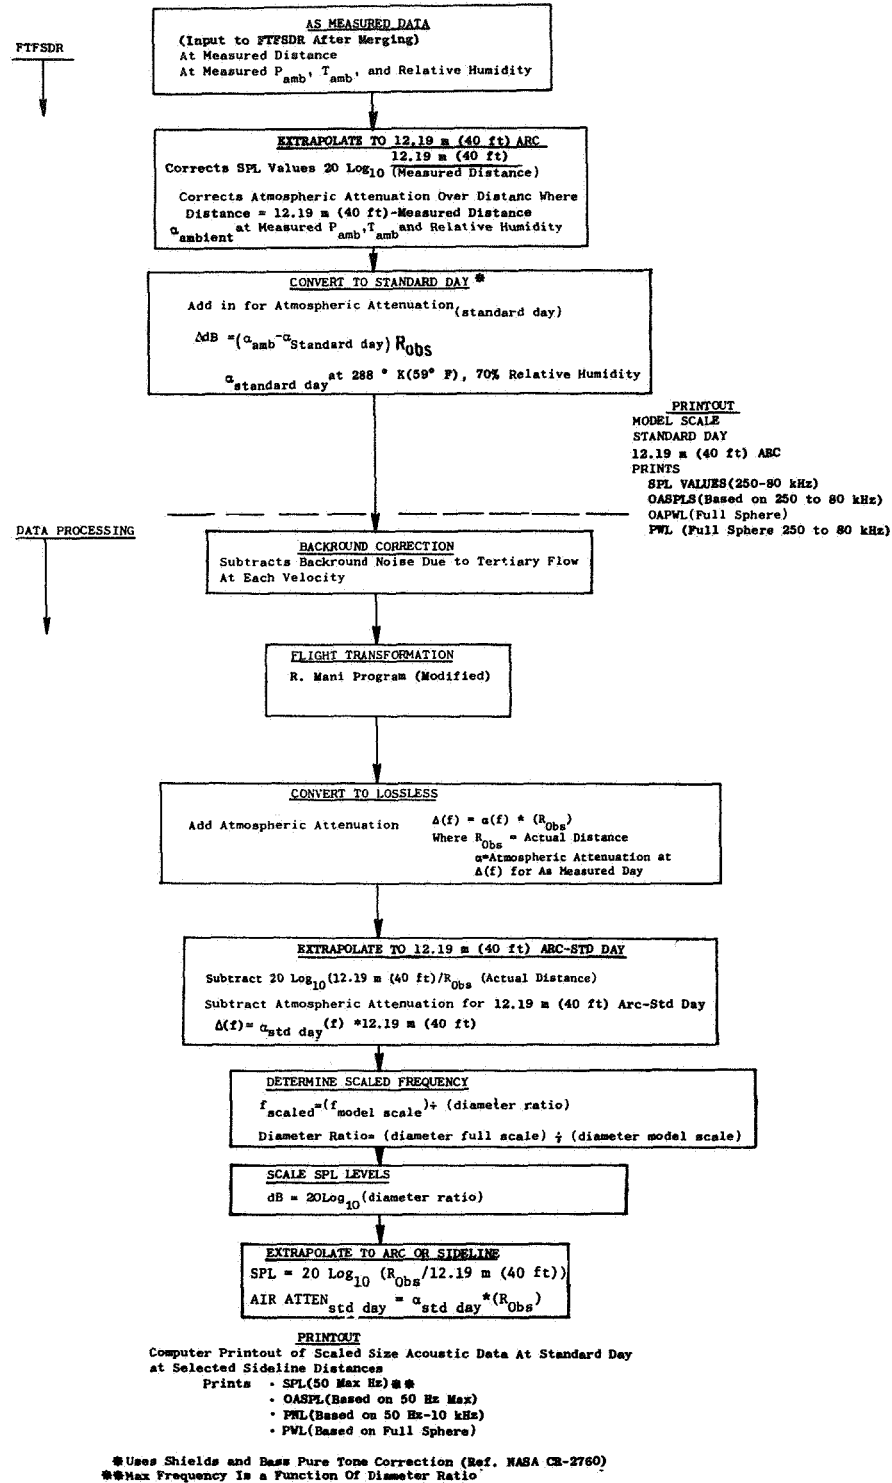 AS MEASURED DATA
(Input to FTFSDR After Merging)
At Measured Distance
At Measured Pamb, Tamb, and Relative Humidity
FTFSDR
EXTRAPOLATE TO 12.19 m (40 ft) ARC
Corrects SPL Values 20 Log10 12.19 m (40 ft) / (Measured Distance)
Corrects Atmospheric Attenuation Over Distanc Where
Distance = 12.19 m (40 ft)-Measured Distance
αambient at Measured Pamb,Tamb and Relative Humidity
CONVERT TO STANDARD DAY *
Add in for Atmospheric Attenuation(standard day)
ΔdB =(αamb-αStandard day) Robs
αstandard day at 288 ° K(59° F), 70% Relative Humidity
PRINTOUT
MODEL SCALE
STANDARD DAY
12.19 m (40 ft) ARC
PRINTS
SPL VALUES(250-80 kHz)
OASPLS(Based on 250 to 80 kHz)
OAPWL(Full Sphere)
PWL (Full Sphere 250 to 80 kHz)
DATA PROCESSING
BACKROUND CORRECTION
Subtracts Backround Noise Due to Tertiary Flow
At Each Velocity
FLIGHT TRANSFORMATION
R. Mani Program (Modified)
CONVERT TO LOSSLESS
Add Atmospheric Attenuation Δ(f) = α(f) * (RObs)
Where RObs = Actual Distance
α=Atmospheric Attenuation at
Δ(f) for As Measured Day
EXTRAPOLATE TO 12.19 m (40 ft) ARC-STD DAY
Subtract 20 Log10(12.19 m (40 ft)/RObs (Actual Distance)
Subtract Atmospheric Attenuation for 12.19 m (40 ft) Arc-Std Day
Δ(f)= αstd day(f) *12.19 m (40 ft)
DETERMINE SCALED FREQUENCY
fscaled=(fmodel scale)÷ (diameter ratio)
Diameter Ratio= (diameter full scale) ÷ (diameter model scale)
SCALE SPL LEVELS
dB = 20Log10(diameter ratio)
EXTRAPOLATE TO ARC OR SIDELINE
SPL = 20 Log10 (RObs/12.19 m (40 ft))
AIR ATTENstd day = αstd day*(RObs)
PRINTOUT
Computer Printout of Scaled Size Acoustic Data At Standard Day
at Selected Sideline Distances
Prints • SPL(50 Max Hz)**
• OASPL(Based on 50 Hz Max)
• PNL(Based on 50 Hz-10 kHz)
• PWL(Based on Full Sphere)
*Uses Shields and Bass Pure Tone Correction (Ref. NASA CR-2760)
**Max Frequency Is a Function Of Diameter Ratio